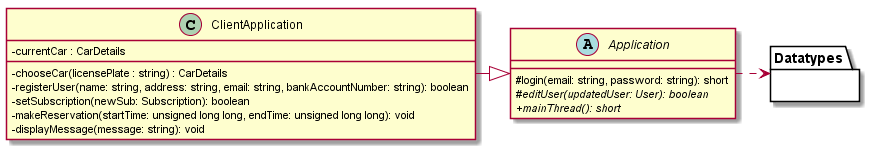 C ClientApplication
-currentCar : CarDetails
-chooseCar(licensePlate : string) : CarDetails
-registerUser(name: string, address: string, email: string, bankAccountNumber: string): boolean
-setSubscription(newSub: Subscription): boolean
-makeReservation(startTime: unsigned long long, endTime: unsigned long long): void
-displayMessage(message: string): void
A Application
#login(email: string, password: string): short
#editUser(updatedUser: User): boolean
+mainThread(): short
Datatypes